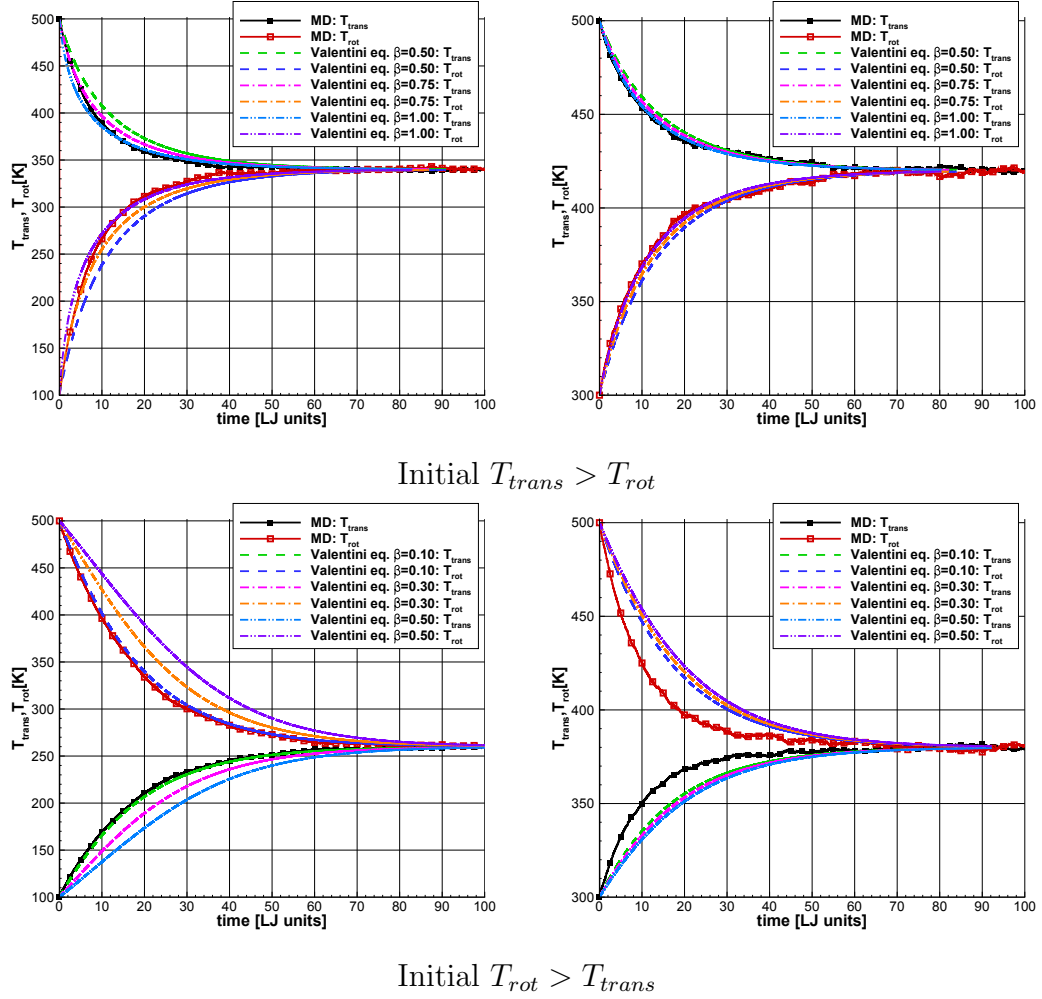 MD: T_trans
MD: T_rot
Valentini eq. β=0.50: T_trans
Valentini eq. β=0.50: T_rot
Valentini eq. β=0.75: T_trans
Valentini eq. β=0.75: T_rot
Valentini eq. β=1.00: T_trans
Valentini eq. β=1.00: T_rot
500
450
400
350
300
250
200
150
100
T_trans, T_rot[K]
0 10 20 30 40 50 60 70 80 90 100
time [LJ units]
MD: T_trans
MD: T_rot
Valentini eq. β=0.50: T_trans
Valentini eq. β=0.50: T_rot
Valentini eq. β=0.75: T_trans
Valentini eq. β=0.75: T_rot
Valentini eq. β=1.00: T_trans
Valentini eq. β=1.00: T_rot
500
450
400
350
300
T_trans,T_rot[K]
0 10 20 30 40 50 60 70 80 90 100
time [LJ units]
Initial T_trans > T_rot
MD: T_trans
MD: T_rot
Valentini eq. β=0.10: T_trans
Valentini eq. β=0.10: T_rot
Valentini eq. β=0.30: T_trans
Valentini eq. β=0.30: T_rot
Valentini eq. β=0.50: T_trans
Valentini eq. β=0.50: T_rot
500
450
400
350
300
250
200
150
100
T_trans,T_rot[K]
0 10 20 30 40 50 60 70 80 90 100
time [LJ units]
MD: T_trans
MD: T_rot
Valentini eq. β=0.10: T_trans
Valentini eq. β=0.10: T_rot
Valentini eq. β=0.30: T_trans
Valentini eq. β=0.30: T_rot
Valentini eq. β=0.50: T_trans
Valentini eq. β=0.50: T_rot
500
450
400
350
300
T_trans,T_rot[K]
0 10 20 30 40 50 60 70 80 90 100
time [LJ units]
Initial T_rot > T_trans